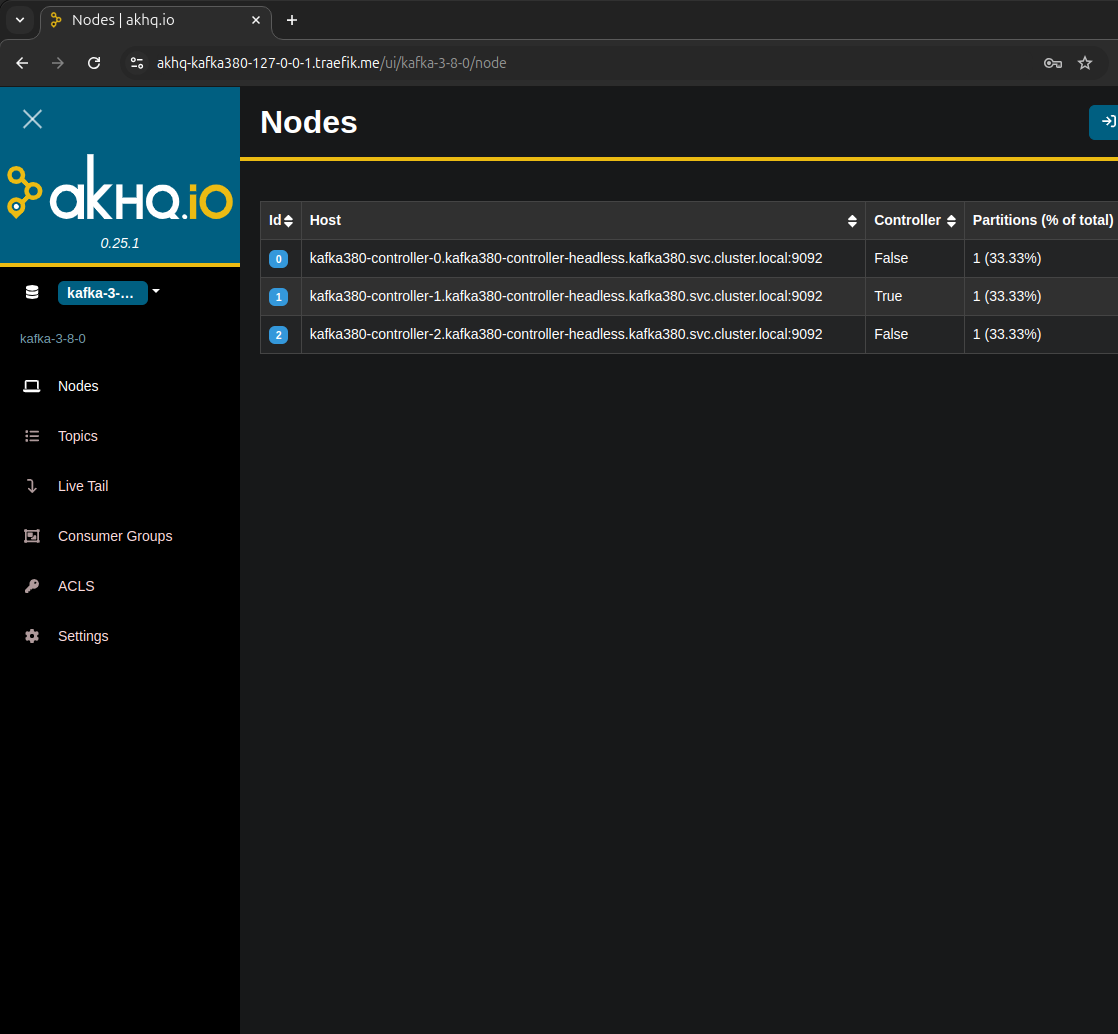 Nodes | akhq.io
akhq-kafka380-127-0-0-1.traefik.me/ui/kafka-3-8-0/node
akHQ.io
0.25.1
kafka-3-...
kafka-3-8-0
Nodes
Topics
Live Tail
Consumer Groups
ACLS
Settings
Nodes
Id Host Controller Partitions (% of total)
0 kafka380-controller-0.kafka380-controller-headless.kafka380.svc.cluster.local:9092 False 1 (33.33%)
1 kafka380-controller-1.kafka380-controller-headless.kafka380.svc.cluster.local:9092 True 1 (33.33%)
2 kafka380-controller-2.kafka380-controller-headless.kafka380.svc.cluster.local:9092 False 1 (33.33%)